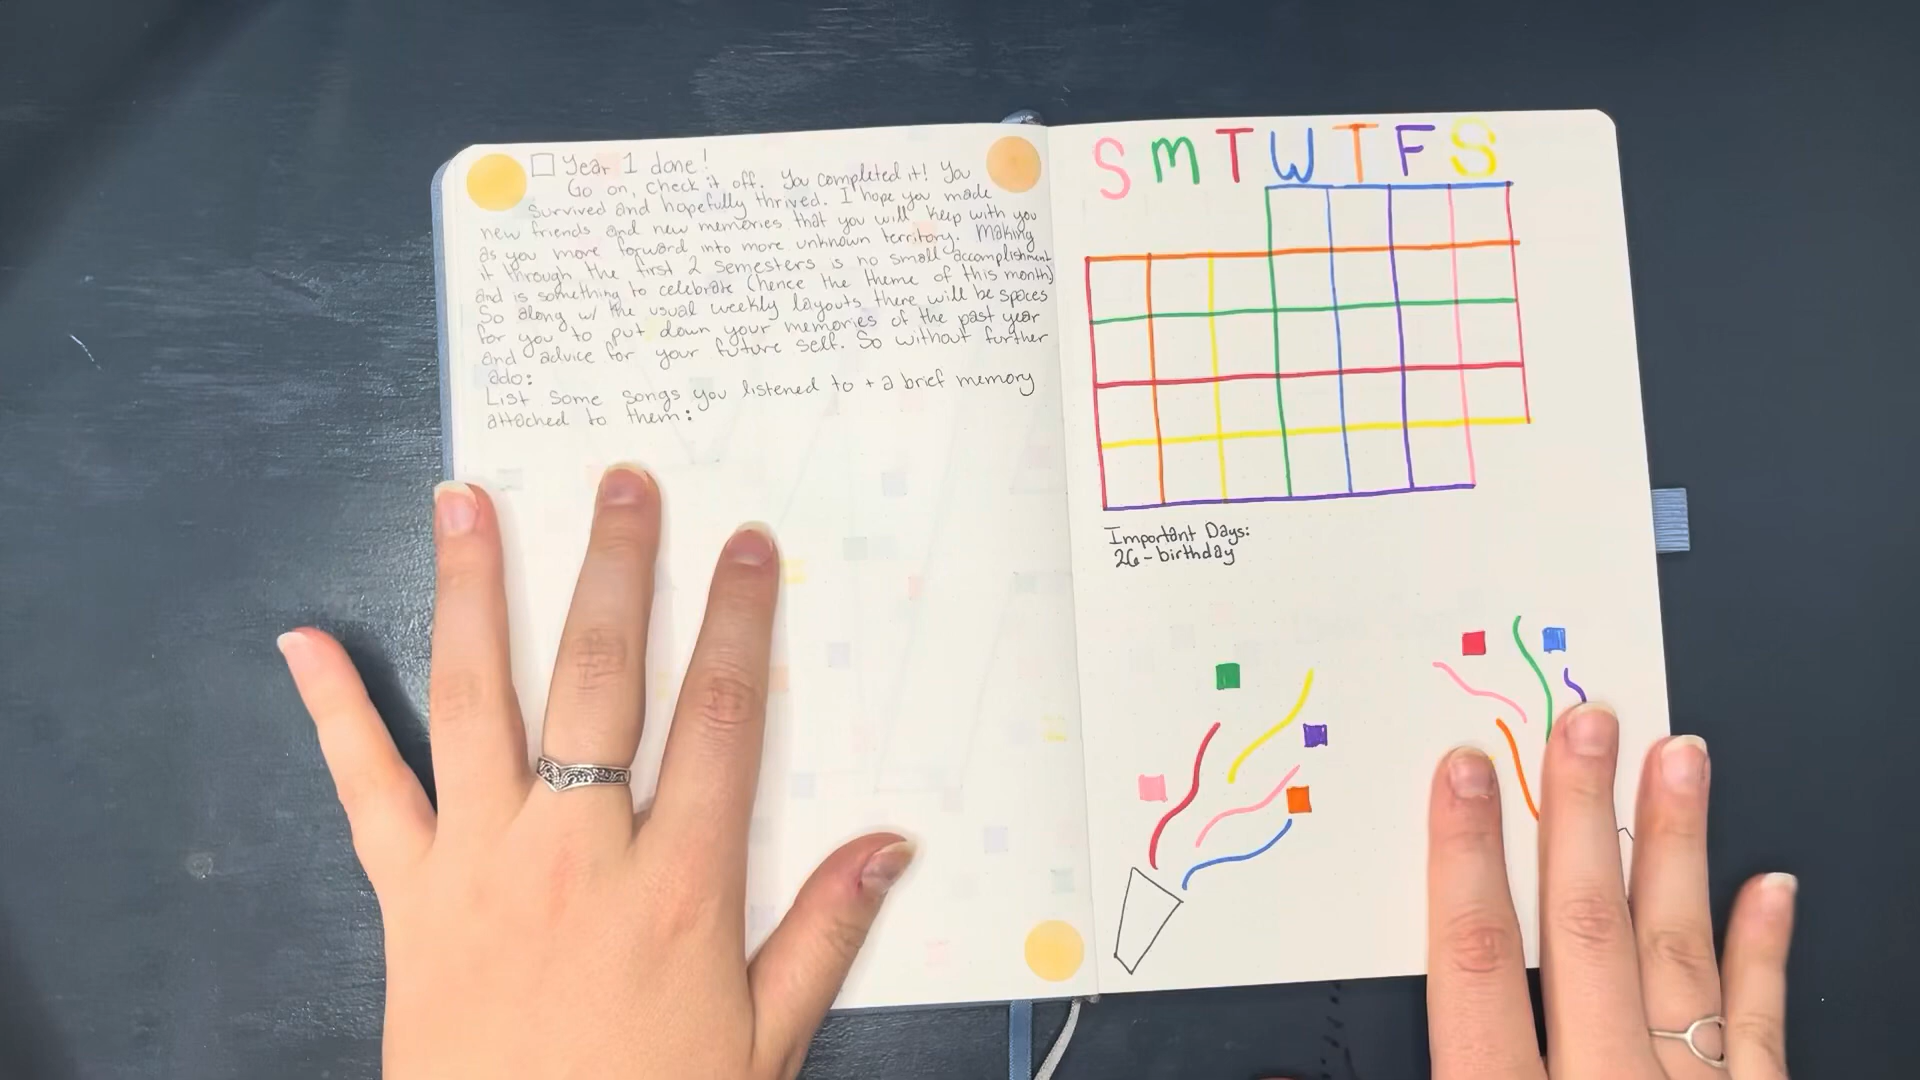 Year 1 done!
Go on, check it off. You completed it! You
survived and hopefully thrived. I hope you made
new friends and new memories that you will keep with you
as you move forward into more unknown territory. Making
it through the first 2 semesters is no small accomplishment
and is something to celebrate (hence the theme of this month)
So along w/ the usual weekly layouts there will be spaces
for you to put down your memories of the past year
and advice for your future self. So without further
ado:
List some songs you listened to + a brief memory
attached to them:
S M T W T F S
Important Days:
26 - birthday